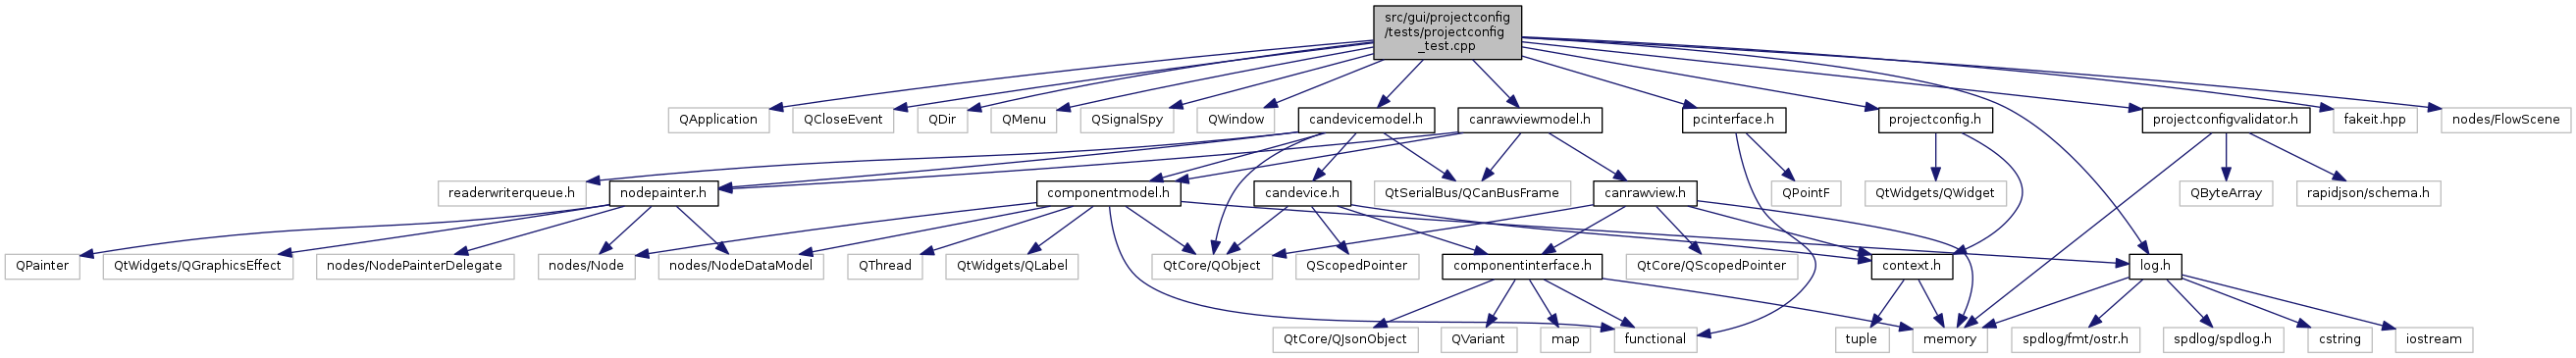 src/gui/projectconfig
/tests/projectconfig
_test.cpp
QApplication
QCloseEvent
QDir
QMenu
QSignalSpy
QWindow
candevicemodel.h
canrawviewmodel.h
pcinterface.h
projectconfig.h
projectconfigvalidator.h
fakeit.hpp
nodes/FlowScene
readerwriterqueue.h
nodepainter.h
componentmodel.h
candevice.h
QtSerialBus/QCanBusFrame
canrawview.h
QPointF
QtWidgets/QWidget
QByteArray
rapidjson/schema.h
QPainter
QtWidgets/QGraphicsEffect
nodes/NodePainterDelegate
nodes/Node
nodes/NodeDataModel
QThread
QtWidgets/QLabel
QtCore/QObject
QScopedPointer
componentinterface.h
QtCore/QScopedPointer
context.h
log.h
QtCore/QJsonObject
QVariant
map
functional
tuple
memory
spdlog/fmt/ostr.h
spdlog/spdlog.h
cstring
iostream